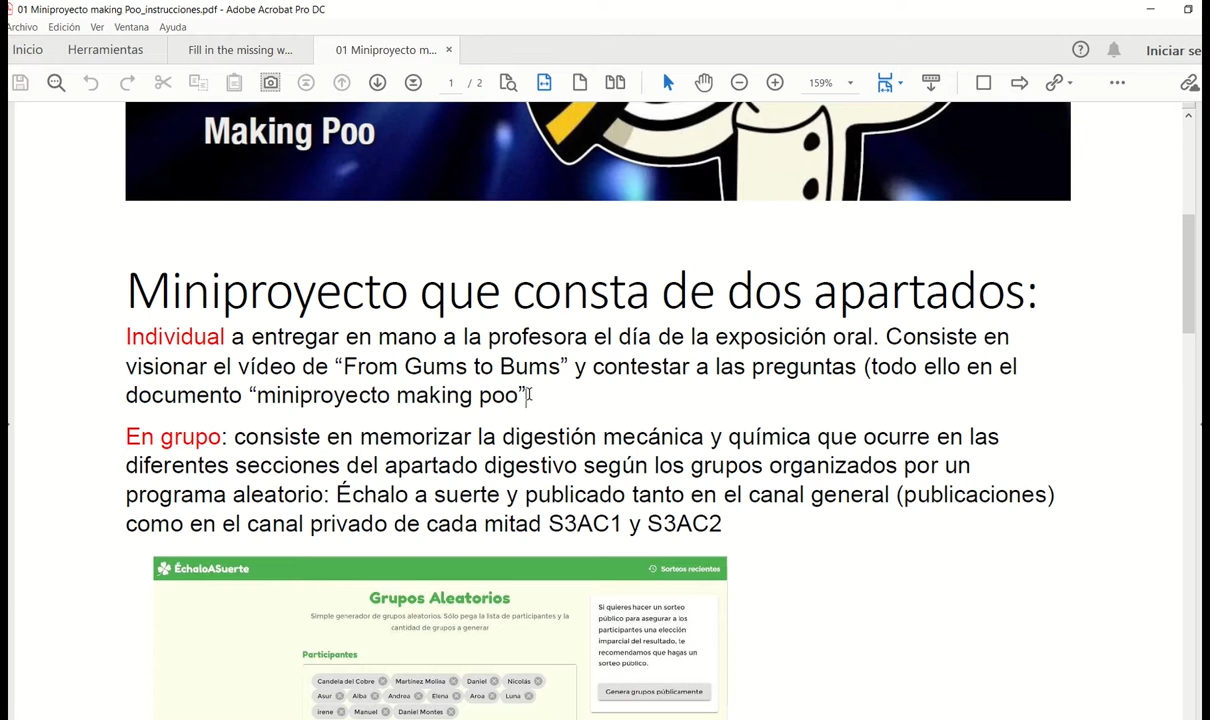 01 Miniproyecto making Poo_instrucciones.pdf - Adobe Acrobat Pro DC
Archivo Edición Ver Ventana Ayuda
Inicio Herramientas Fill in the missing w... 01 Miniproyecto m... ×
1 / 2 159%
Iniciar se
Making Poo
Miniproyecto que consta de dos apartados:
Individual a entregar en mano a la profesora el día de la exposición oral. Consiste en
visionar el vídeo de “From Gums to Bums” y contestar a las preguntas (todo ello en el
documento “miniproyecto making poo”
En grupo: consiste en memorizar la digestión mecánica y química que ocurre en las
diferentes secciones del apartado digestivo según los grupos organizados por un
programa aleatorio: Échalo a suerte y publicado tanto en el canal general (publicaciones)
como en el canal privado de cada mitad S3AC1 y S3AC2
ÉchaloASuerte Sorteos recientes
Grupos Aleatorios
Simple generador de grupos aleatorios. Sólo pega la lista de participantes y la
cantidad de grupos a generar
Participantes
Candela del Cobre Martínez Molina Daniel Nicolás
Asur Alba Andrea Elena Aroa Luna
irene Manuel Daniel Montes
Si quieres hacer un sorteo
público para asegurar a los
participantes una elección
imparcial del resultado, te
recomendamos que hagas un
sorteo público.
Genera grupos públicamente